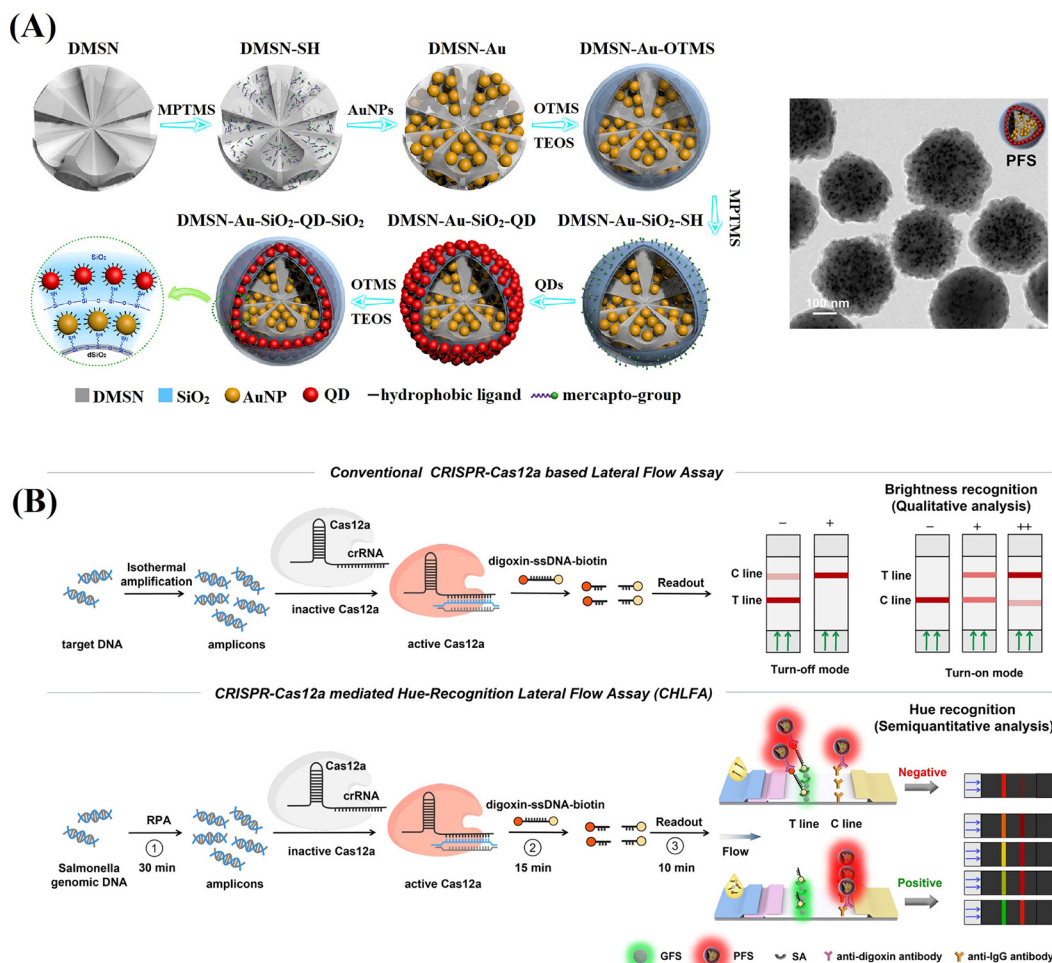 (A)
DMSN
DMSN-SH
DMSN-Au
DMSN-Au-OTMS
MPTMS
AuNPs
OTMS
TEOS
PFS
100 nm
MPTMS
DMSN-Au-SiO₂-QD-SiO₂
DMSN-Au-SiO₂-QD
DMSN-Au-SiO₂-SH
SiO₂
dSiO₂
OTMS
TEOS
QDs
DMSN
SiO₂
AuNP
QD
hydrophobic ligand
mercapto-group
Conventional CRISPR-Cas12a based Lateral Flow Assay
(B)
Brightness recognition
(Qualitative analysis)
Cas12a
crRNA
Isothermal
amplification
inactive Cas12a
digoxin-ssDNA-biotin
Readout
target DNA
amplicons
active Cas12a
− +
C line
T line
Turn-off mode
− + ++
T line
C line
Turn-on mode
CRISPR-Cas12a mediated Hue-Recognition Lateral Flow Assay (CHLFA)
Hue recognition
(Semiquantitative analysis)
Cas12a
crRNA
RPA
1
30 min
inactive Cas12a
digoxin-ssDNA-biotin
2
15 min
Readout
3
10 min
Salmonella
genomic DNA
amplicons
active Cas12a
Negative
T line C line
Flow
Positive
GFS
PFS
SA
anti-digoxin antibody
anti-IgG antibody